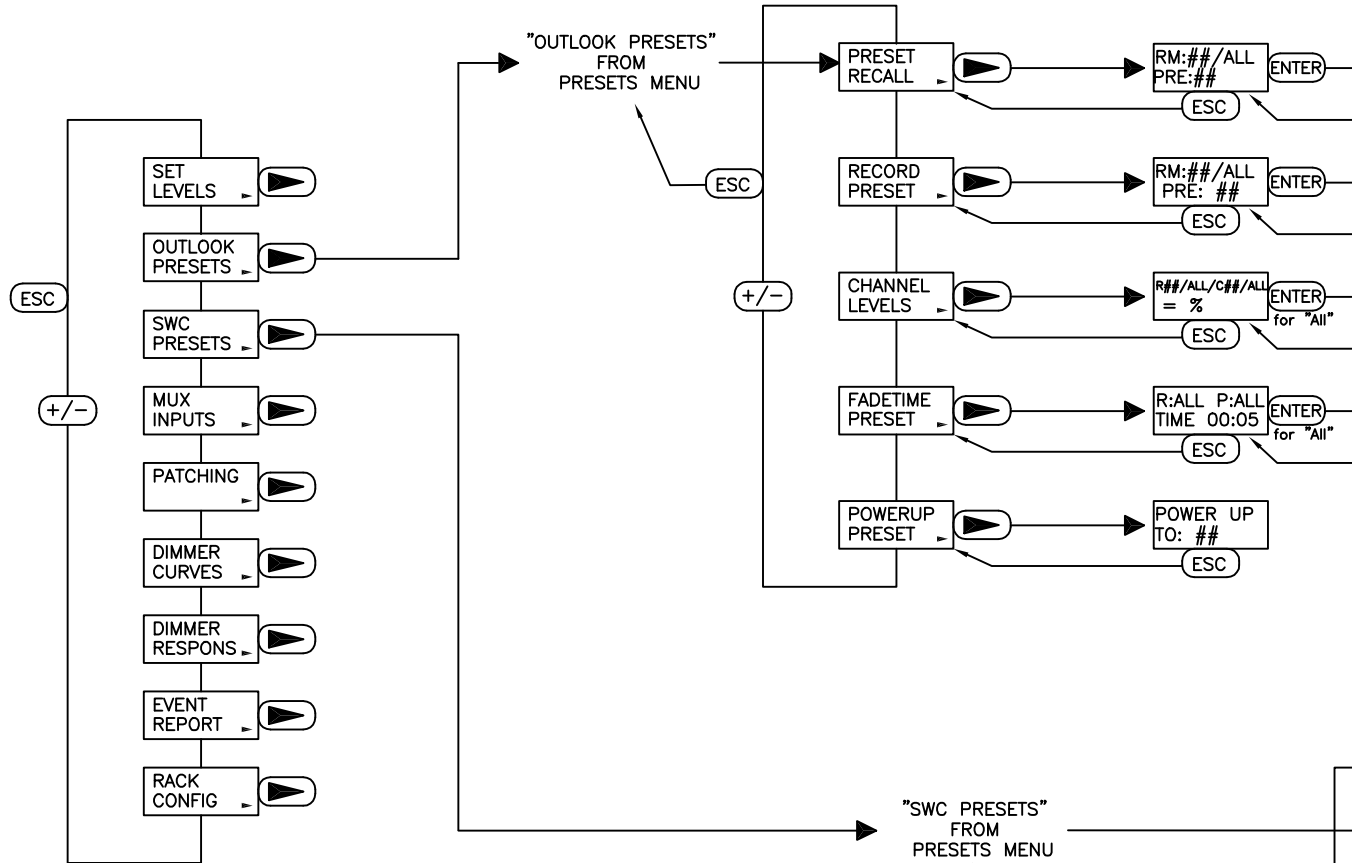 ESC
+/-
SET
LEVELS
OUTLOOK
PRESETS
SWC
PRESETS
MUX
INPUTS
PATCHING
DIMMER
CURVES
DIMMER
RESPONS
EVENT
REPORT
RACK
CONFIG
"OUTLOOK PRESETS"
FROM
PRESETS MENU
ESC
+/-
PRESET
RECALL
RM:##/ALL
PRE:##
ENTER
ESC
RECORD
PRESET
RM:##/ALL
PRE: ##
ENTER
ESC
CHANNEL
LEVELS
R##/ALL/C##/ALL
= %
ENTER
for "All"
ESC
FADETIME
PRESET
R:ALL P:ALL
TIME 00:05
ENTER
for "All"
ESC
POWERUP
PRESET
POWER UP
TO: ##
ESC
"SWC PRESETS"
FROM
PRESETS MENU